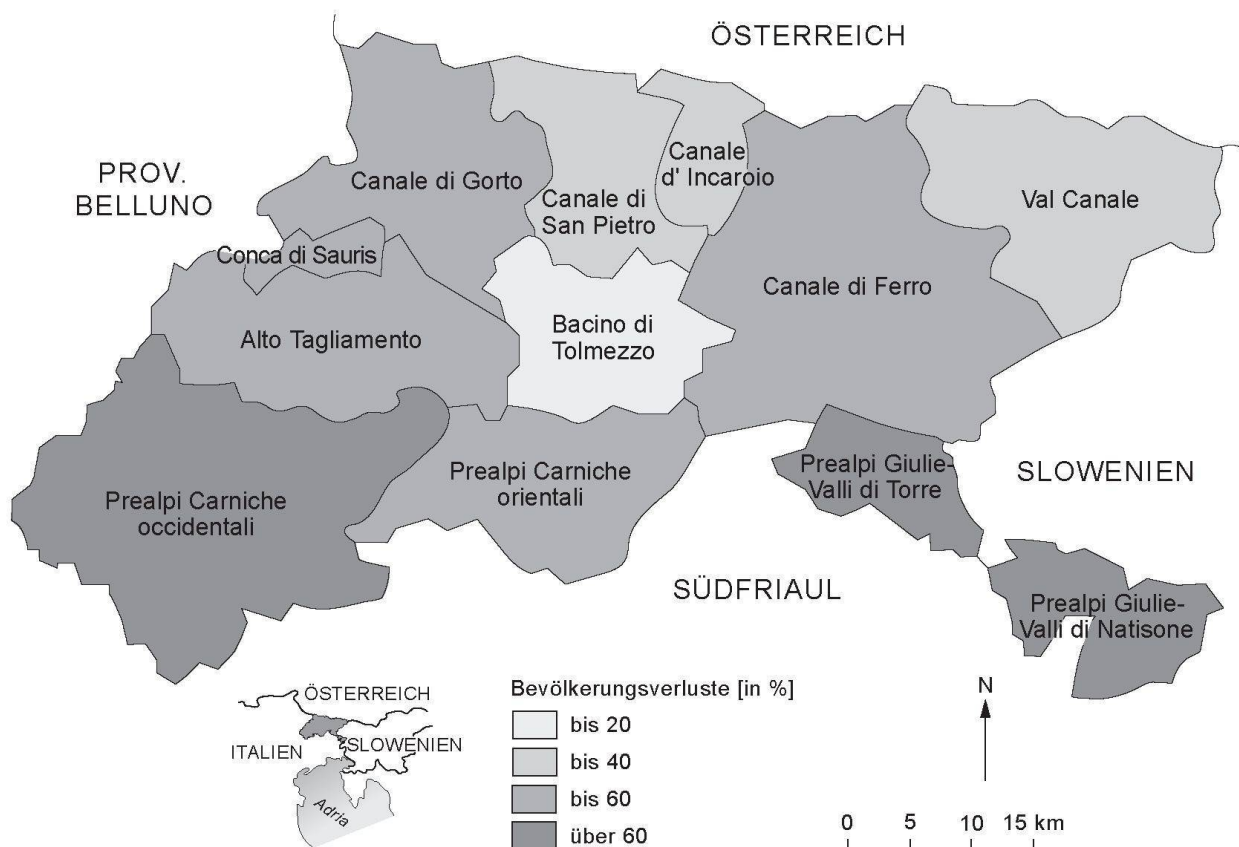 ÖSTERREICH
PROV.
BELLUNO
Canale di Gorto
Canale di
San Pietro
Canale
d' Incaroio
Val Canale
Conca di Sauris
Alto Tagliamento
Bacino di
Tolmezzo
Canale di Ferro
Prealpi Carniche
occidentali
Prealpi Carniche
orientali
Prealpi Giulie-
Valli di Torre
SLOWENIEN
SÜDFRIAUL
Prealpi Giulie-
Valli di Natisone
ÖSTERREICH
ITALIEN
SLOWENIEN
Adria
Bevölkerungsverluste [in %]
bis 20
bis 40
bis 60
über 60
N
0 5 10 15 km